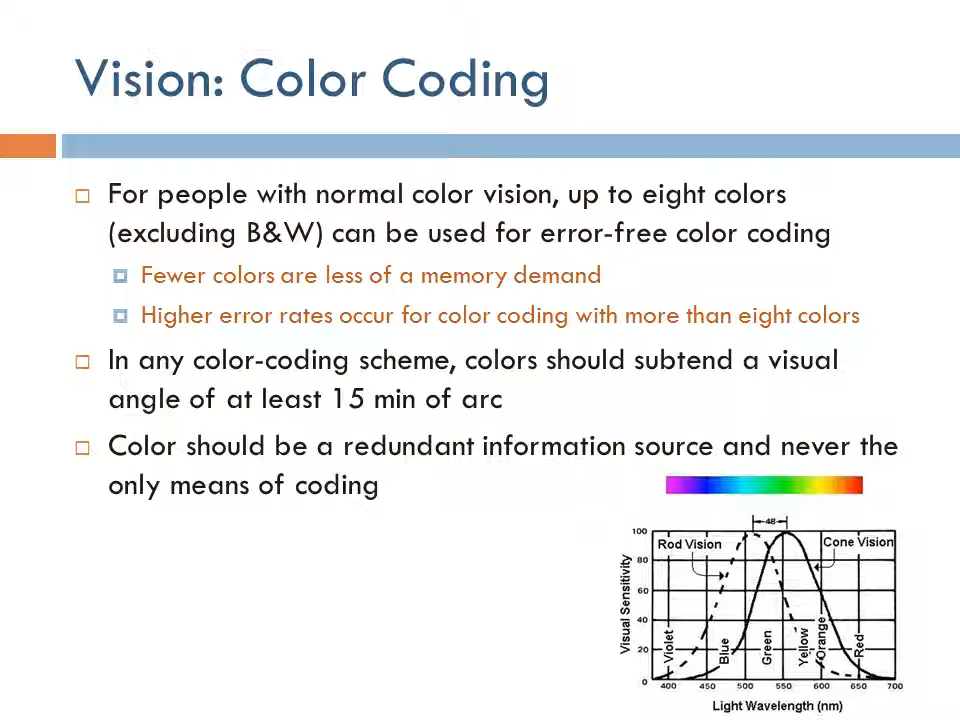 Vision: Color Coding
For people with normal color vision, up to eight colors
(excluding B&W) can be used for error-free color coding
Fewer colors are less of a memory demand
Higher error rates occur for color coding with more than eight colors
In any color-coding scheme, colors should subtend a visual
angle of at least 15 min of arc
Color should be a redundant information source and never the
only means of coding
48
100
80
60
40
20
0
Visual Sensitivity
Rod Vision
Cone Vision
Violet
Blue
Green
Yellow
Orange
Red
400 450 500 550 600 650 700
Light Wavelength (nm)